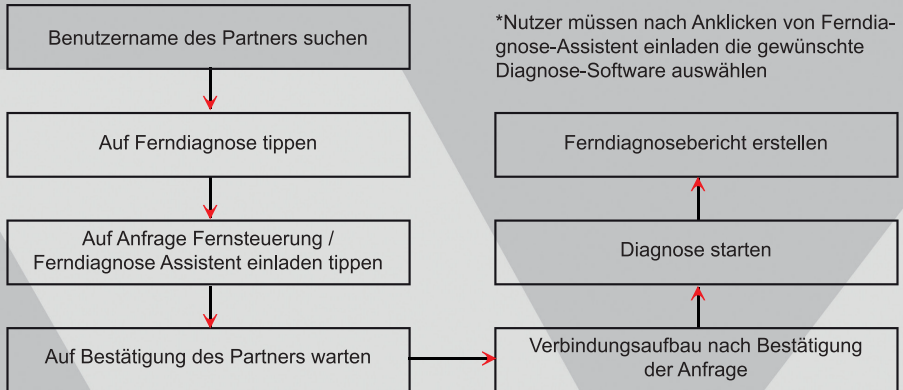 Benutzername des Partners suchen
Auf Ferndiagnose tippen
Auf Anfrage Fernsteuerung /
Ferndiagnose Assistent einladen tippen
Auf Bestätigung des Partners warten
*Nutzer müssen nach Anklicken von Ferndia-
gnose-Assistent einladen die gewünschte
Diagnose-Software auswählen
Ferndiagnosebericht erstellen
Diagnose starten
Verbindungsaufbau nach Bestätigung
der Anfrage